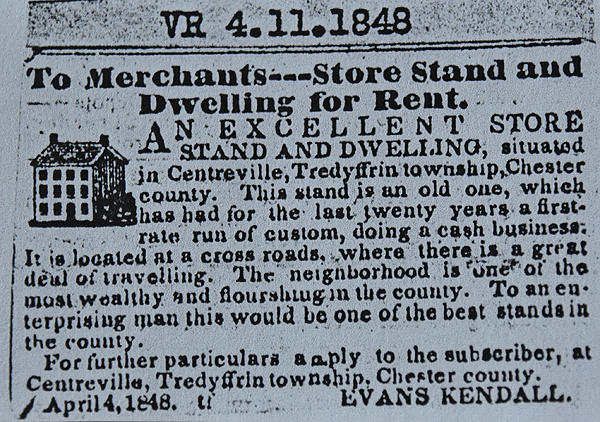 VR 4.11.1848
To Merchants---Store Stand and
Dwelling for Rent.
AN EXCELLENT STORE
STAND AND DWELLING, situated
in Centreville, Tredyffrin township, Chester
county. This stand is an old one, which
has had for the last twenty years a first-
rate run of custom, doing a cash business.
It is located at a cross roads, where there is a great
deal of travelling. The neighborhood is one of the
most wealthy and flourshiug in the county. To an en-
terprising man this would be one of the best stands in
the county.
For further particulars apply to the subscriber, at
Centreville, Tredyffrin township, Chester county.
April 4, 1848. tf EVANS KENDALL.